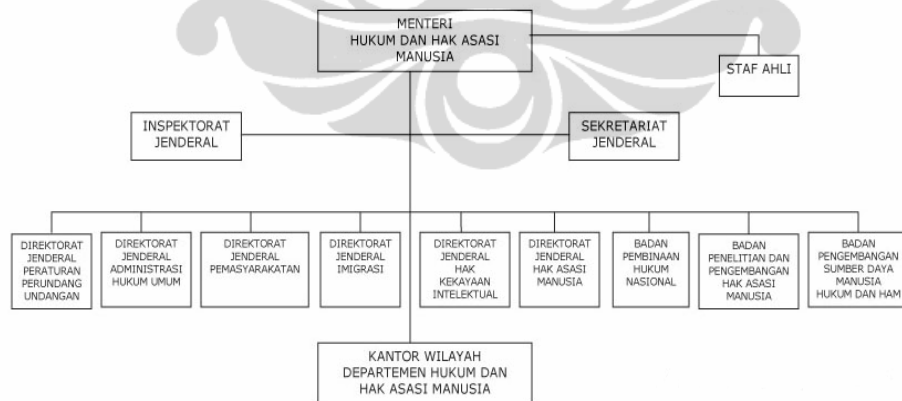 MENTERI
HUKUM DAN HAK ASASI
MANUSIA
STAF AHLI
INSPEKTORAT
JENDERAL
SEKRETARIAT
JENDERAL
DIREKTORAT
JENDERAL
PERATURAN
PERUNDANG
UNDANGAN
DIREKTORAT
JENDERAL
ADMINISTRASI
HUKUM UMUM
DIREKTORAT
JENDERAL
PEMASYARAKATAN
DIREKTORAT
JENDERAL
IMIGRASI
DIREKTORAT
JENDERAL
HAK
KEKAYAAN
INTELEKTUAL
DIREKTORAT
JENDERAL
HAK ASASI
MANUSIA
BADAN
PEMBINAAN
HUKUM
NASIONAL
BADAN
PENELITIAN DAN
PENGEMBANGAN
HAK ASASI
MANUSIA
BADAN
PENGEMBANGAN
SUMBER DAYA
MANUSIA
HUKUM DAN HAM
KANTOR WILAYAH
DEPARTEMEN HUKUM DAN
HAK ASASI MANUSIA